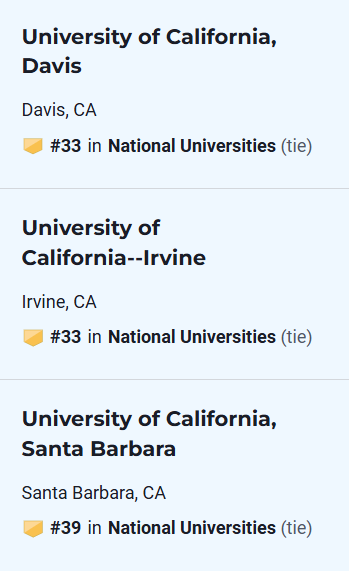 University of California,
Davis
Davis, CA
#33 in National Universities (tie)
University of
California--Irvine
Irvine, CA
#33 in National Universities (tie)
University of California,
Santa Barbara
Santa Barbara, CA
#39 in National Universities (tie)